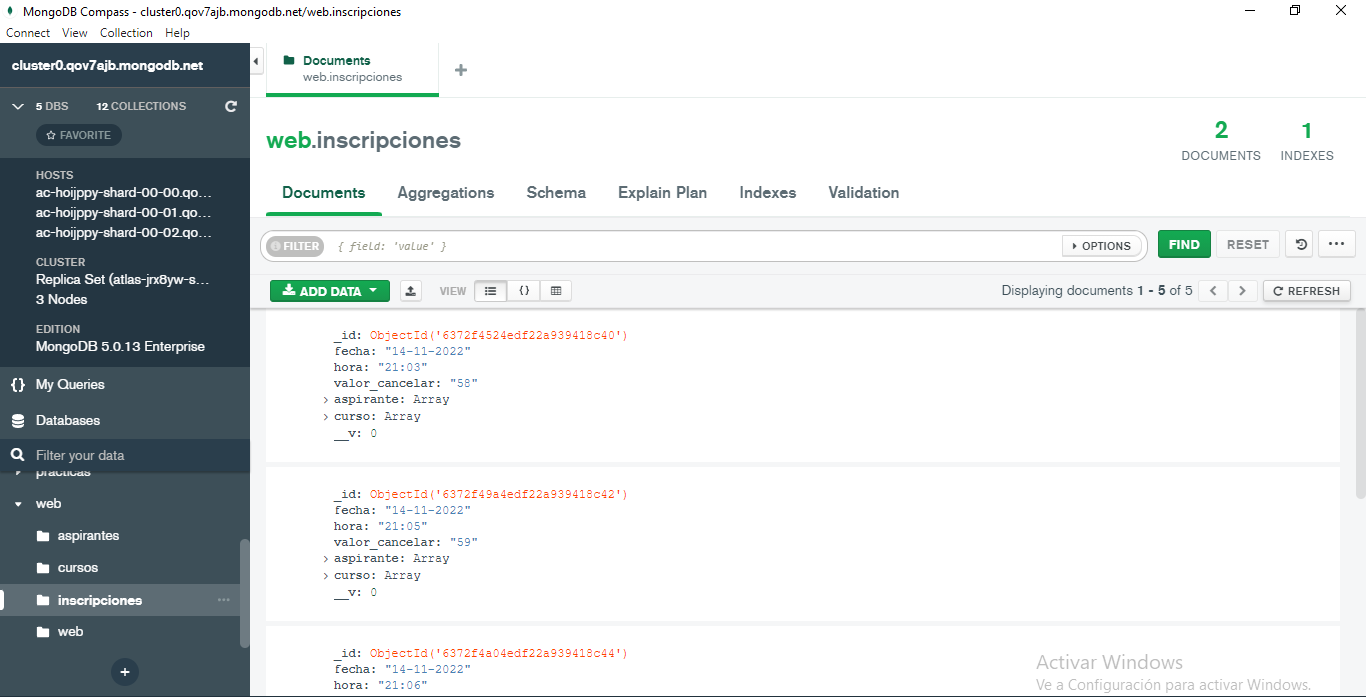 MongoDB Compass - cluster0.qov7ajb.mongodb.net/web.inscripciones
Connect View Collection Help
cluster0.qov7ajb.mongodb.net
5 DBS 12 COLLECTIONS
FAVORITE
HOSTS
ac-hoijppy-shard-00-00.qo...
ac-hoijppy-shard-00-01.qo...
ac-hoijppy-shard-00-02.qo...
CLUSTER
Replica Set (atlas-jrx8yw-s...
3 Nodes
EDITION
MongoDB 5.0.13 Enterprise
{} My Queries
Databases
Filter your data
practicas
web
aspirantes
cursos
inscripciones ...
web
+
Documents
web.inscripciones
+
web.inscripciones
2
DOCUMENTS
1
INDEXES
Documents Aggregations Schema Explain Plan Indexes Validation
FILTER { field: 'value' } OPTIONS FIND RESET ...
ADD DATA VIEW {} Displaying documents 1 - 5 of 5 < > REFRESH
_id: ObjectId('6372f4524edf22a939418c40')
fecha: "14-11-2022"
hora: "21:03"
valor_cancelar: "58"
> aspirante: Array
> curso: Array
__v: 0
_id: ObjectId('6372f49a4edf22a939418c42')
fecha: "14-11-2022"
hora: "21:05"
valor_cancelar: "59"
> aspirante: Array
> curso: Array
__v: 0
_id: ObjectId('6372f4a04edf22a939418c44')
fecha: "14-11-2022"
hora: "21:06"
Activar Windows
Ve a Configuración para activar Windows.